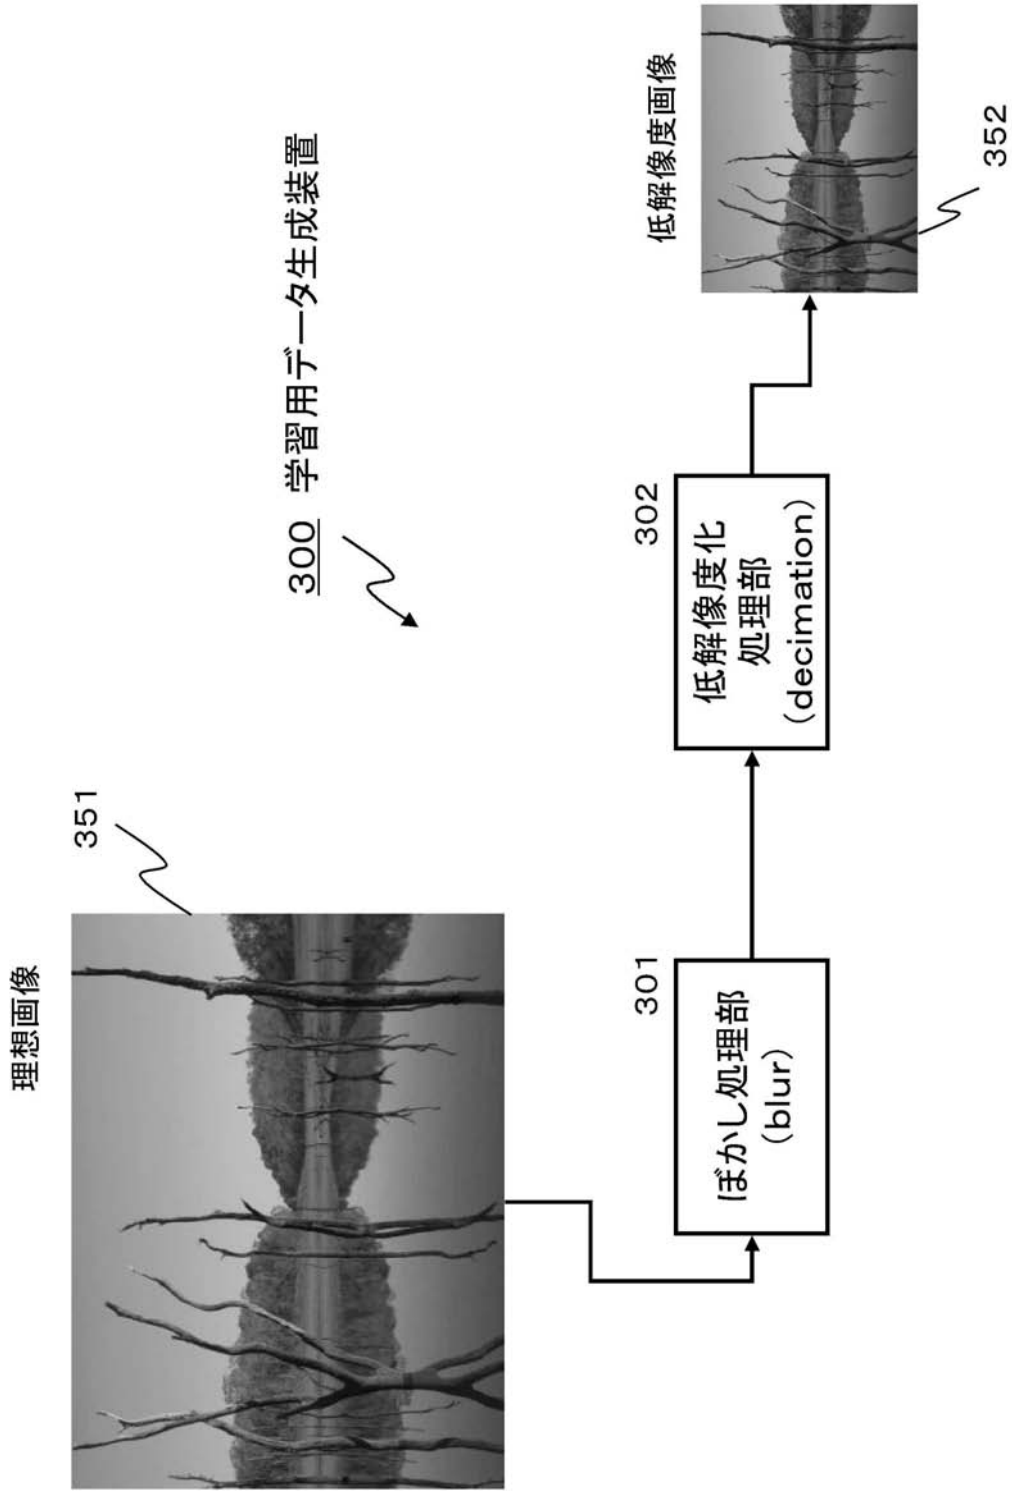 300 学習用データ生成装置
理想画像
351
低解像度画像
352
301
ぼかし処理部
(blur)
302
低解像度化
処理部
(decimation)